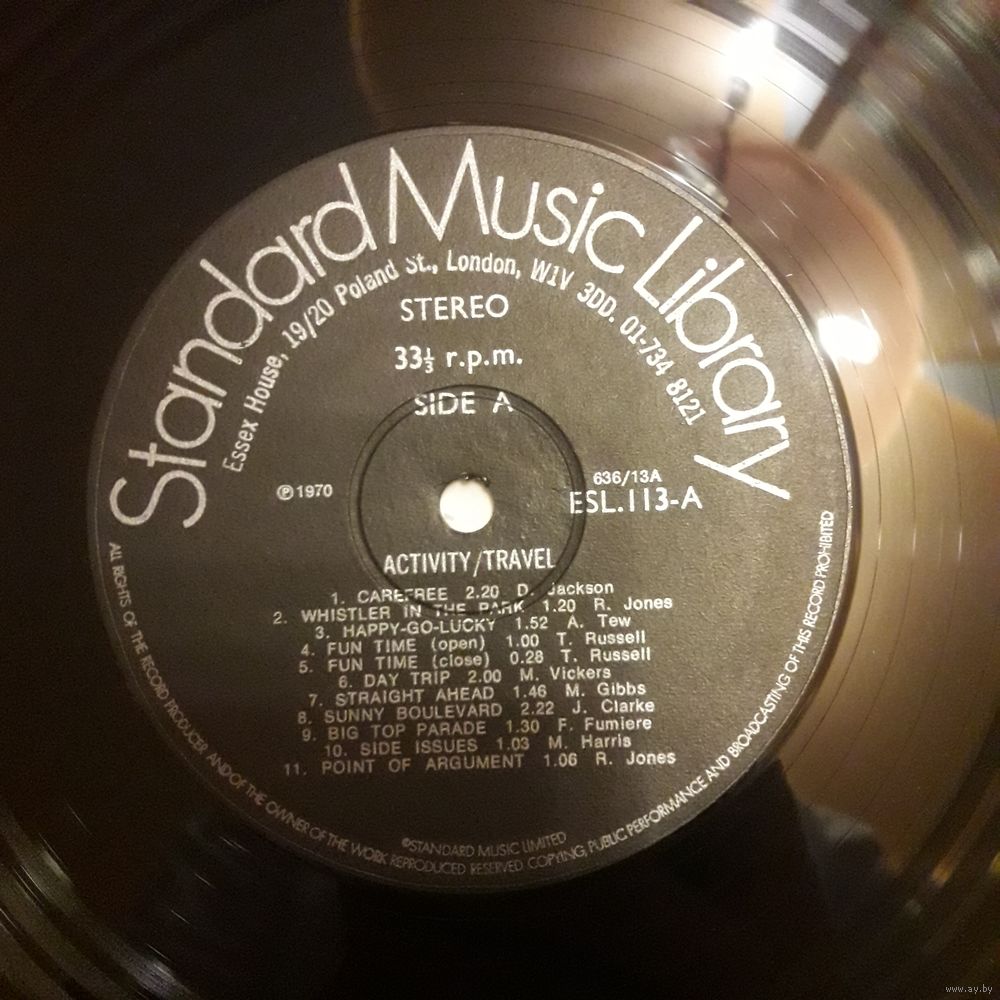 Standard Music Library
Essex House, 19/20 Poland St., London, W1V 3DD. 01-734 8121
STEREO
33⅓ r.p.m.
SIDE A
℗1970
636/13A
ESL.113-A
ACTIVITY/TRAVEL
1. CAREFREE 2.20 D. Jackson
2. WHISTLER IN THE PARK 1.20 R. Jones
3. HAPPY-GO-LUCKY 1.52 A. Tew
4. FUN TIME (open) 1.00 T. Russell
5. FUN TIME (close) 0.28 T. Russell
6. DAY TRIP 2.00 M. Vickers
7. STRAIGHT AHEAD 1.46 M. Gibbs
8. SUNNY BOULEVARD 2.22 J. Clarke
9. BIG TOP PARADE 1.30 F. Fumiere
10. SIDE ISSUES 1.03 M. Harris
11. POINT OF ARGUMENT 1.06 R. Jones
©STANDARD MUSIC LIMITED
ALL RIGHTS OF THE RECORD PRODUCER AND OF THE OWNER OF THE WORK REPRODUCED RESERVED. COPYING, PUBLIC PERFORMANCE AND BROADCASTING OF THIS RECORD PROHIBITED
www.ay.by